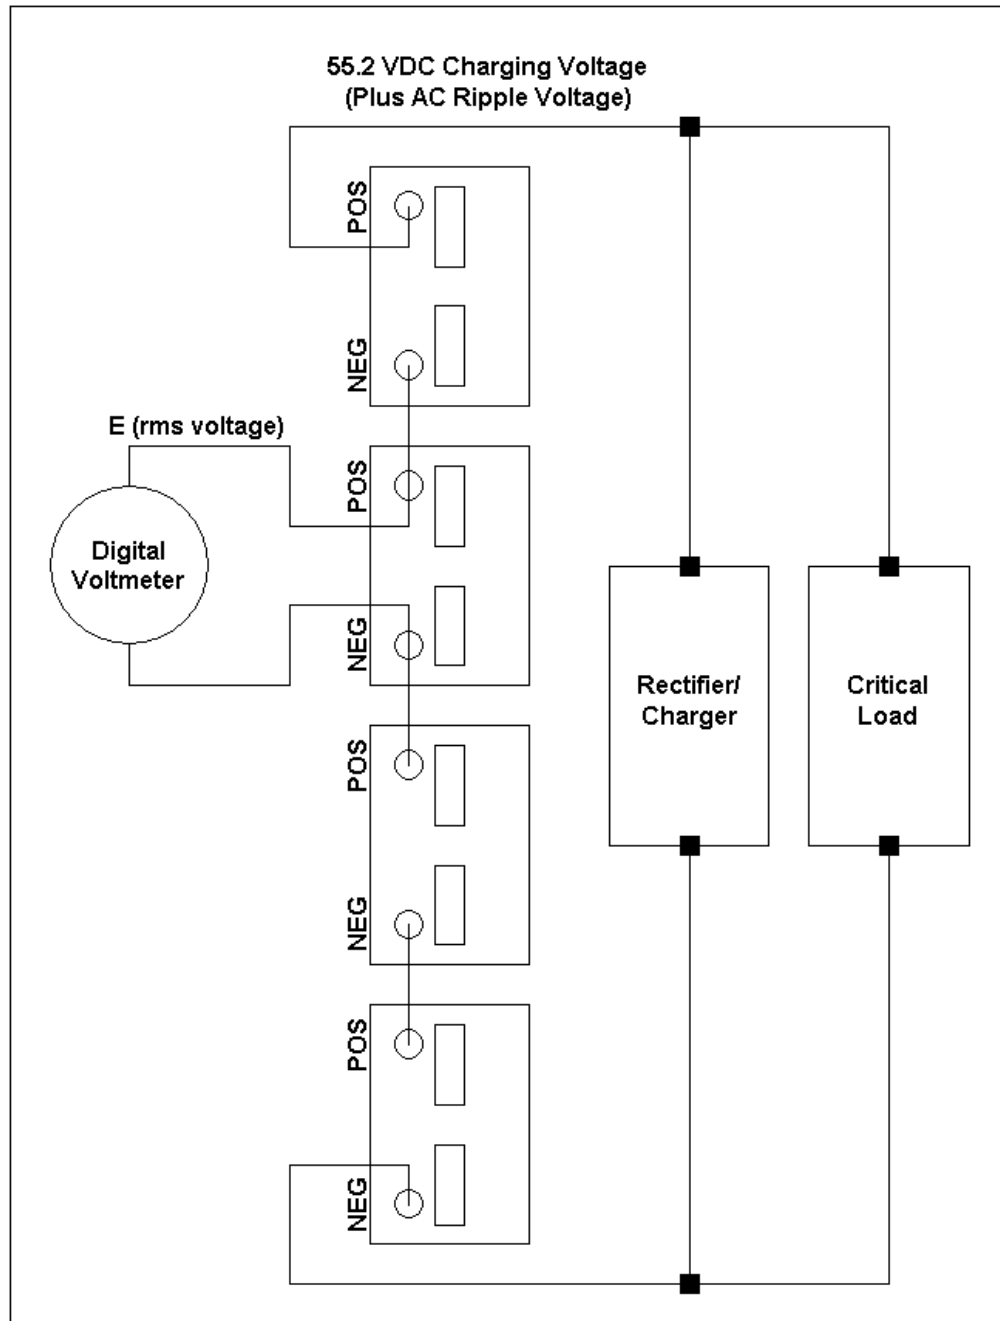 55.2 VDC Charging Voltage
(Plus AC Ripple Voltage)
POS
NEG
E (rms voltage)
POS
Digital
Voltmeter
NEG
Rectifier/
Charger
Critical
Load
POS
NEG
POS
NEG